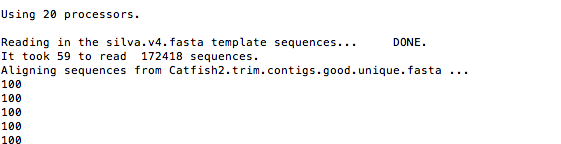 Using 20 processors.
Reading in the silva.v4.fasta template sequences... DONE.
It took 59 to read 172418 sequences.
Aligning sequences from Catfish2.trim.contigs.good.unique.fasta ...
100
100
100
100
100